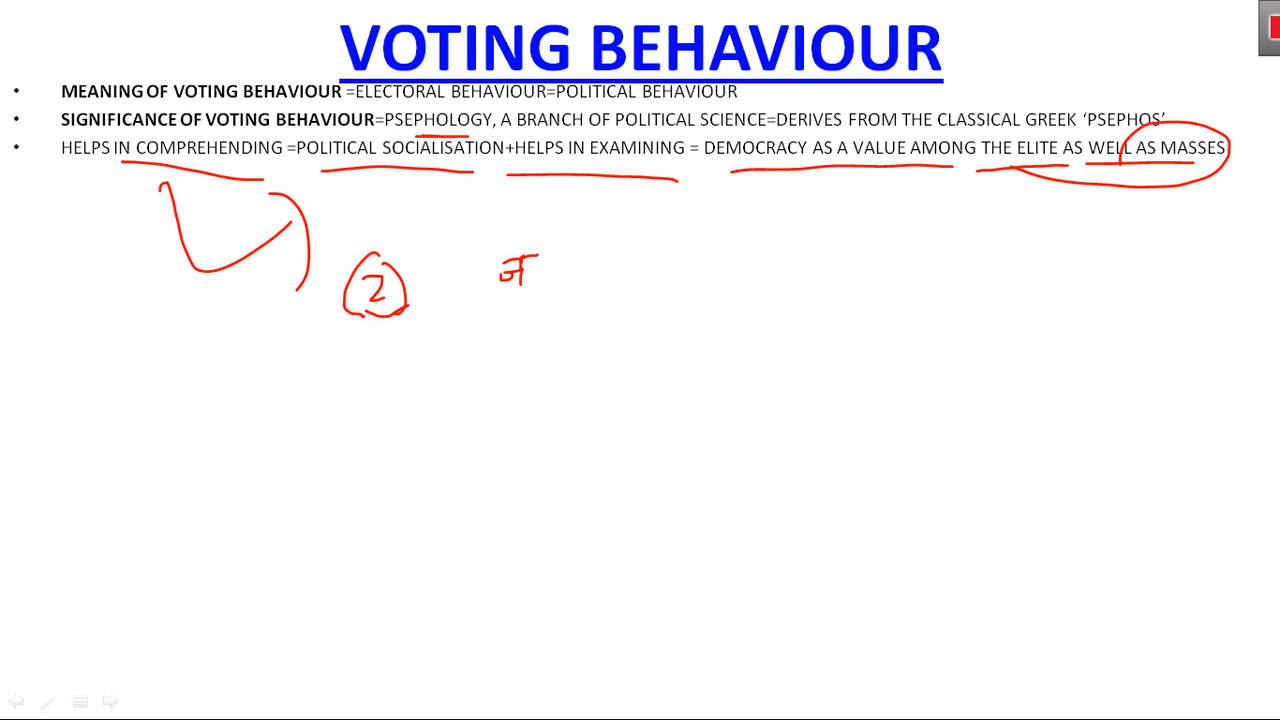 VOTING BEHAVIOUR
• MEANING OF VOTING BEHAVIOUR =ELECTORAL BEHAVIOUR=POLITICAL BEHAVIOUR
• SIGNIFICANCE OF VOTING BEHAVIOUR=PSEPHOLOGY, A BRANCH OF POLITICAL SCIENCE=DERIVES FROM THE CLASSICAL GREEK ‘PSEPHOS’
• HELPS IN COMPREHENDING =POLITICAL SOCIALISATION+HELPS IN EXAMINING = DEMOCRACY AS A VALUE AMONG THE ELITE AS WELL AS MASSES
2